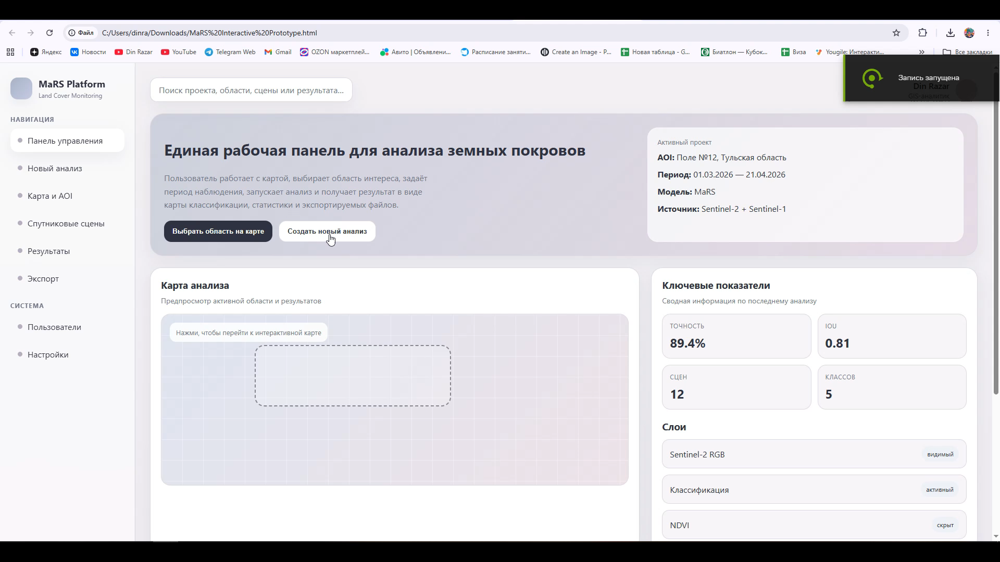 Файл
C:/Users/dinra/Downloads/MaRS%20Interactive%20Prototype.html
Яндекс
Новости
Din Razar
YouTube
Telegram Web
Gmail
OZON маркетплей...
Авито | Объявлени...
Расписание заняти...
Create an Image - P...
Новая таблица - G...
Биатлон — Кубок...
Виза
Yougile: Интеракти...
Все закладки
Запись запущена
Din Razar
GIS-аналитик
MaRS Platform
Land Cover Monitoring
НАВИГАЦИЯ
Панель управления
Новый анализ
Карта и AOI
Спутниковые сцены
Результаты
Экспорт
СИСТЕМА
Пользователи
Настройки
Поиск проекта, области, сцены или результата...
Единая рабочая панель для анализа земных покровов
Пользователь работает с картой, выбирает область интереса, задаёт
период наблюдения, запускает анализ и получает результат в виде
карты классификации, статистики и экспортируемых файлов.
Выбрать область на карте
Создать новый анализ
Активный проект
AOI: Поле №12, Тульская область
Период: 01.03.2026 — 21.04.2026
Модель: MaRS
Источник: Sentinel-2 + Sentinel-1
Карта анализа
Предпросмотр активной области и результатов
Нажми, чтобы перейти к интерактивной карте
Ключевые показатели
Сводная информация по последнему анализу
ТОЧНОСТЬ
89.4%
IOU
0.81
СЦЕН
12
КЛАССОВ
5
Слои
Sentinel-2 RGB
видимый
Классификация
активный
NDVI
скрыт